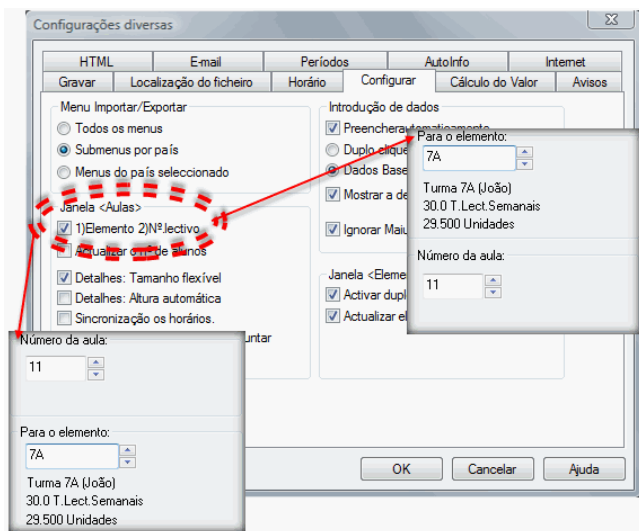 Configurações diversas
HTML
E-mail
Períodos
AutoInfo
Internet
Gravar
Localização do ficheiro
Horário
Configurar
Cálculo do Valor
Avisos
Menu Importar/Exportar
Todos os menus
Submenus por país
Menus do país seleccionado
Janela <Aulas>
1)Elemento 2)Nº.lectivo
Actualizar o nº de alunos
Detalhes: Tamanho flexível
Detalhes: Altura automática
Sincronização os horários.
untar
Introdução de dados
Preencherautomaticamente
Duplo clique
Dados Base
Mostrar a de
Ignorar Maiu
Janela <Eleme
Activar dupl
Actualizar el
Para o elemento:
7A
Turma 7A (João)
30.0 T.Lect.Semanais
29.500 Unidades
Número da aula:
11
Número da aula:
11
Para o elemento:
7A
Turma 7A (João)
30.0 T.Lect.Semanais
29.500 Unidades
OK
Cancelar
Ajuda